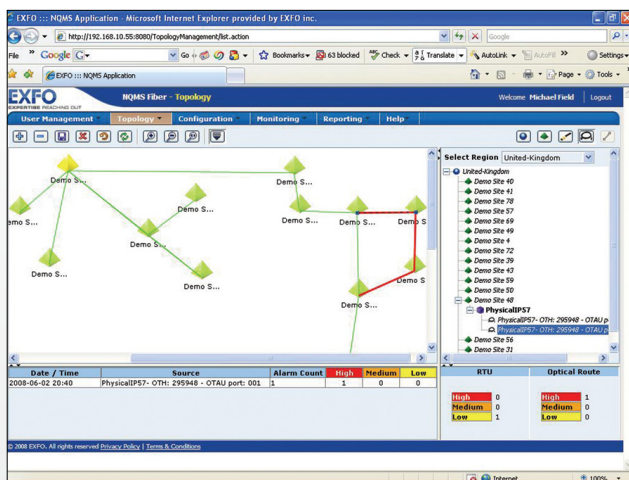 EXFO ::: NQMS Application - Microsoft Internet Explorer provided by EXFO inc.
http://192.168.10.55:8080/TopologyManagement/list.action
Google
File » Google G Go Bookmarks 63 blocked Check Translate AutoLink AutoFill » Settings
EXFO ::: NQMS Application
Page Tools
EXFO
EXPERTISE REACHING OUT
NQMS Fiber - Topology
Welcome Michael Field Logout
User Management Topology Configuration Monitoring Reporting Help
Select Region United-Kingdom
United-Kingdom
Demo Site 40
Demo Site 41
Demo Site 78
Demo Site 57
Demo Site 69
Demo Site 49
Demo Site 4
Demo Site 72
Demo Site 39
Demo Site 43
Demo Site 59
Demo Site 50
Demo Site 48
PhysicalIP57
PhysicalIP57- OTH: 295948 - OTAU p
PhysicalIP57- OTH: 295948 - OTAU p
Demo Site 56
Demo Site 31
Demo S...
Demo S...
emo S...
Demo S...
Demo S...
Demo S...
Demo S...
Demo S...
Demo S...
Demo S
Demo S...
Demo S
Date / Time Source Alarm Count High Medium Low
2008-06-02 20:40 PhysicalIP57- OTH: 295948 - OTAU port: 001 1 1 0 0
RTU
High 0
Medium 0
Low 1
Optical Route
High 1
Medium 0
Low 0
© 2008 EXFO. All rights reserved Privacy Policy | Terms & Conditions
Internet 100%